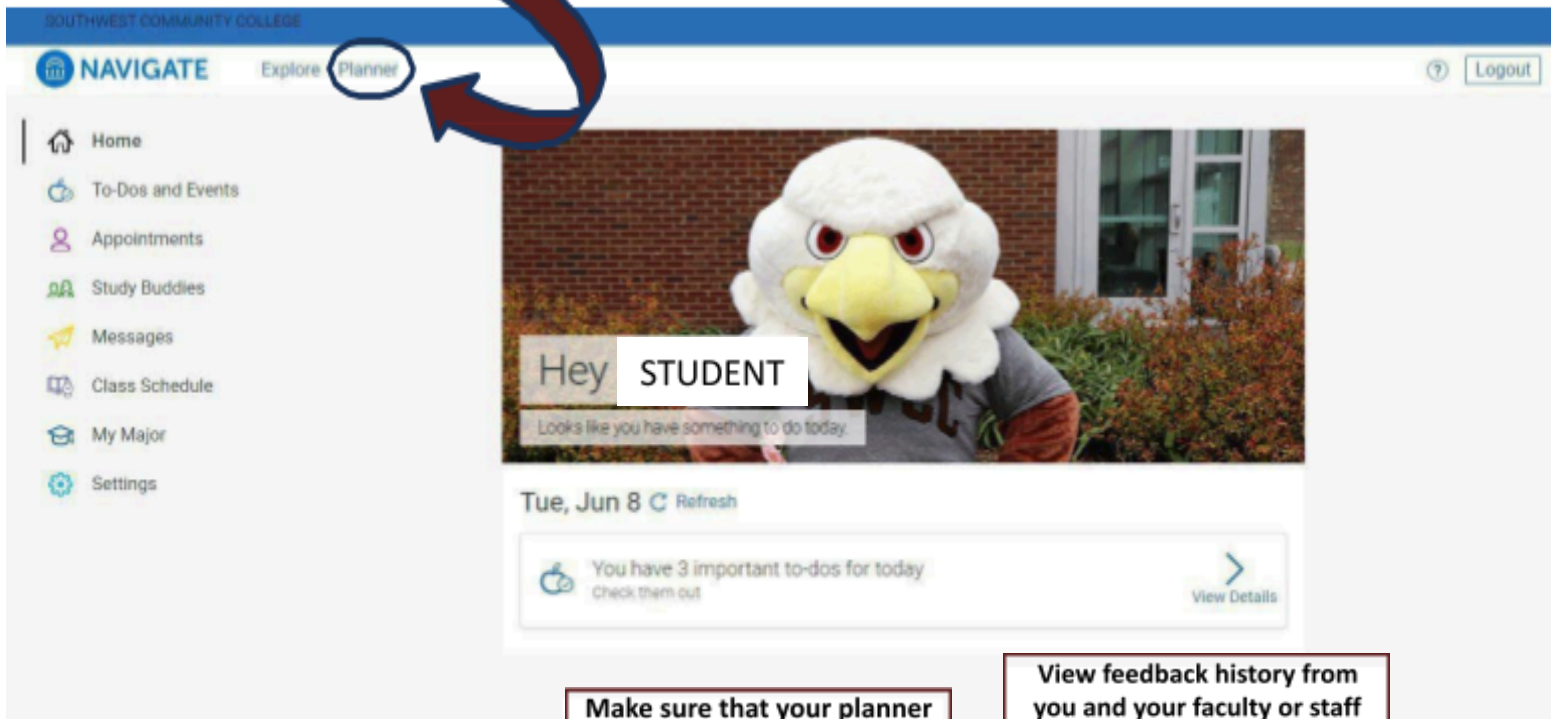 SOUTHWEST COMMUNITY COLLEGE
NAVIGATE Explore Planner Logout
Home
To-Dos and Events
Appointments
Study Buddies
Messages
Class Schedule
My Major
Settings
Hey STUDENT
Looks like you have something to do today.
Tue, Jun 8 Refresh
You have 3 important to-dos for today
Check them out
View Details
Make sure that your planner
View feedback history from
you and your faculty or staff